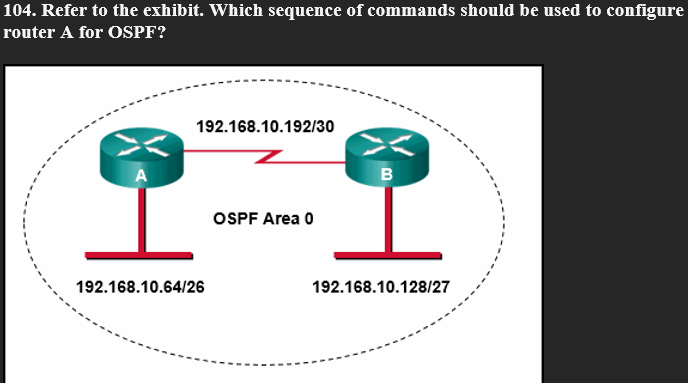 104. Refer to the exhibit. Which sequence of commands should be used to configure
router A for OSPF?
192.168.10.192/30
A
B
OSPF Area 0
192.168.10.64/26
192.168.10.128/27